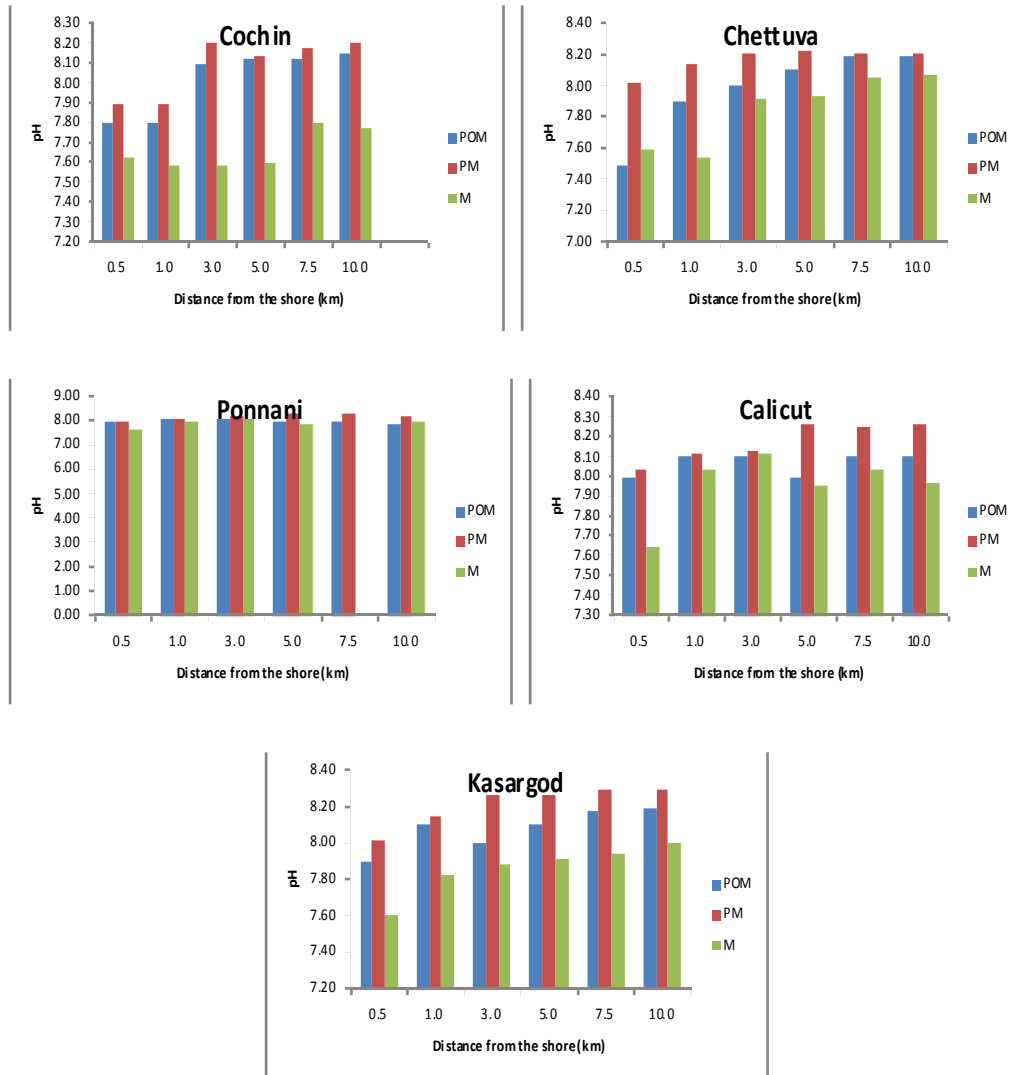 Cochin
8.30
8.20
8.10
8.00
7.90
7.80
7.70
7.60
7.50
7.40
7.30
7.20
pH
0.5 1.0 3.0 5.0 7.5 10.0
Distance from the shore (km)
POM
PM
M
Chettuva
8.40
8.20
8.00
7.80
7.60
7.40
7.20
7.00
pH
0.5 1.0 3.0 5.0 7.5 10.0
Distance from the shore (km)
POM
PM
M
Ponnani
9.00
8.00
7.00
6.00
5.00
4.00
3.00
2.00
1.00
0.00
pH
0.5 1.0 3.0 5.0 7.5 10.0
Distance from the shore (km)
POM
PM
M
Calicut
8.40
8.30
8.20
8.10
8.00
7.90
7.80
7.70
7.60
7.50
7.40
7.30
pH
0.5 1.0 3.0 5.0 7.5 10.0
Distance from the shore (km)
POM
PM
M
Kasargod
8.40
8.20
8.00
7.80
7.60
7.40
7.20
pH
0.5 1.0 3.0 5.0 7.5 10.0
Distance from the shore (km)
POM
PM
M